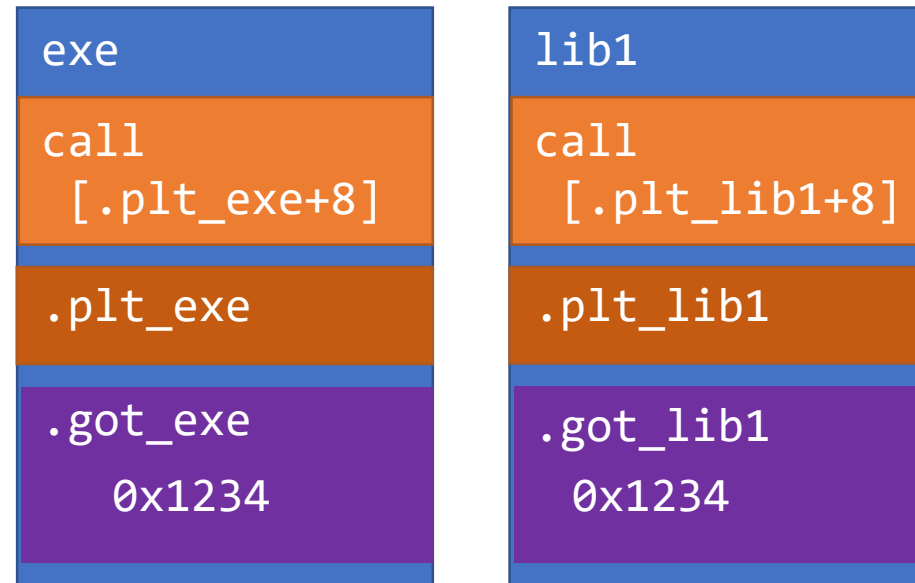 exe
call
[.plt_exe+8]
.plt_exe
.got_exe
0x1234
lib1
call
[.plt_lib1+8]
.plt_lib1
.got_lib1
0x1234